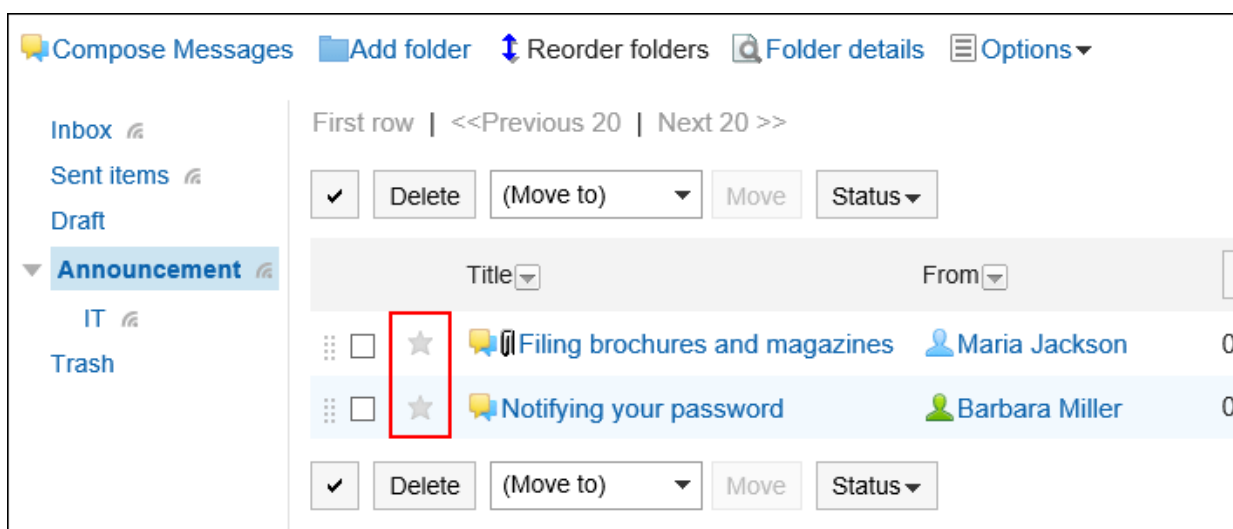 Compose Messages Add folder Reorder folders Folder details Options
First row | <<Previous 20 | Next 20 >>
Inbox
Sent items
Draft
Announcement
IT
Trash
Delete (Move to) Move Status
Title From
Filing brochures and magazines Maria Jackson 0
Notifying your password Barbara Miller 0
Delete (Move to) Move Status